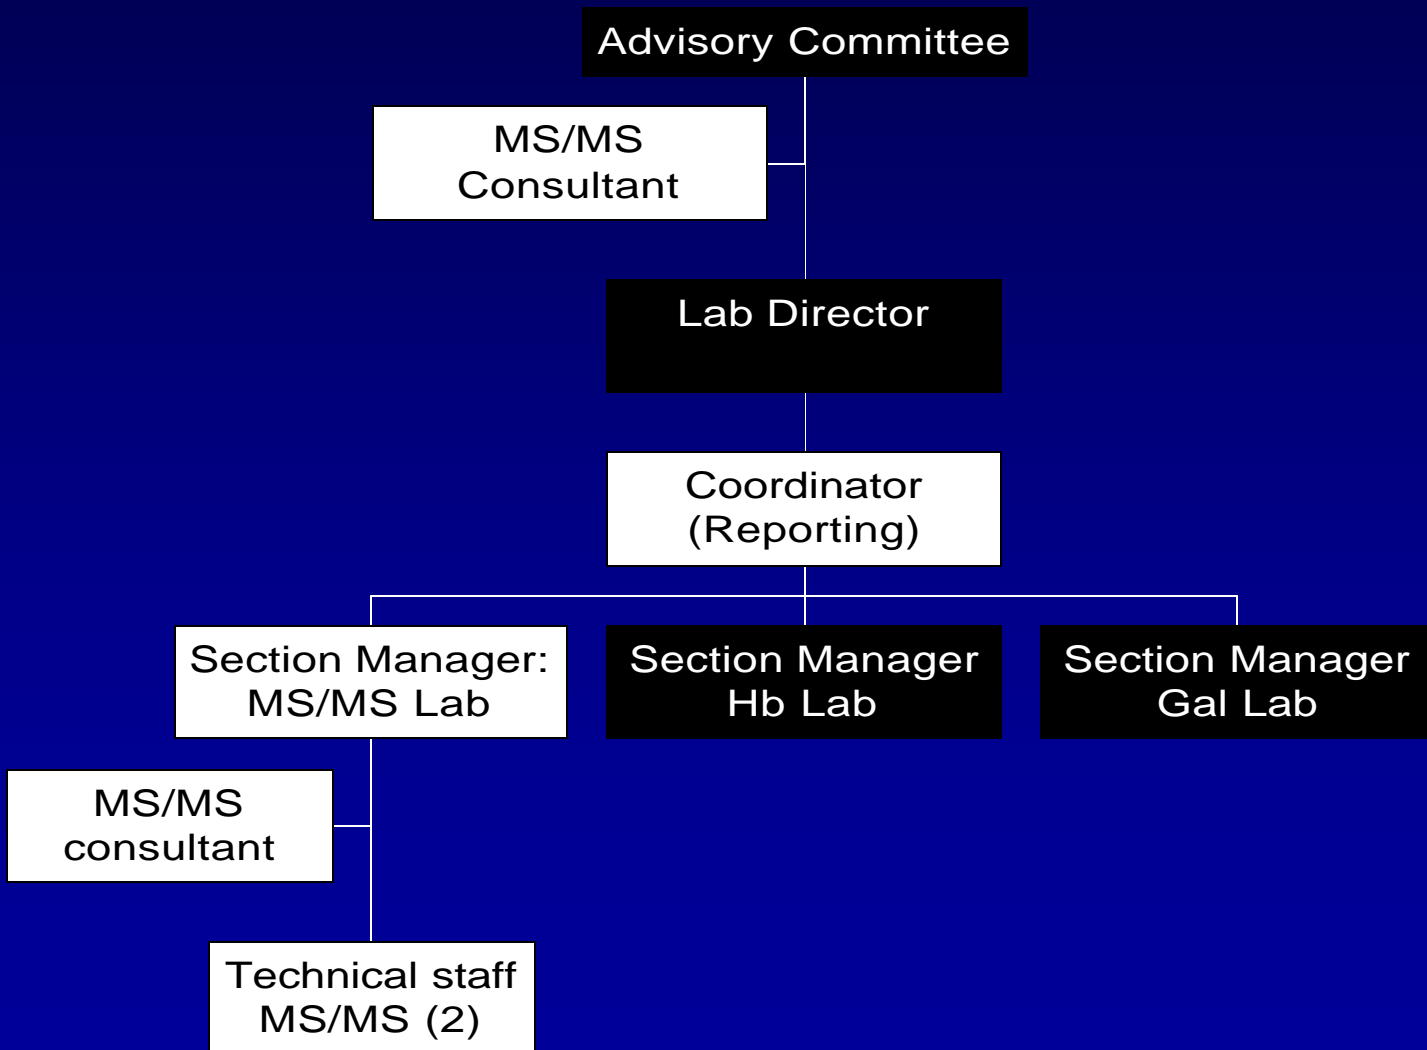 Advisory Committee
MS/MS
Consultant
Lab Director
Coordinator
(Reporting)
Section Manager:
MS/MS Lab
Section Manager
Hb Lab
Section Manager
Gal Lab
MS/MS
consultant
Technical staff
MS/MS (2)